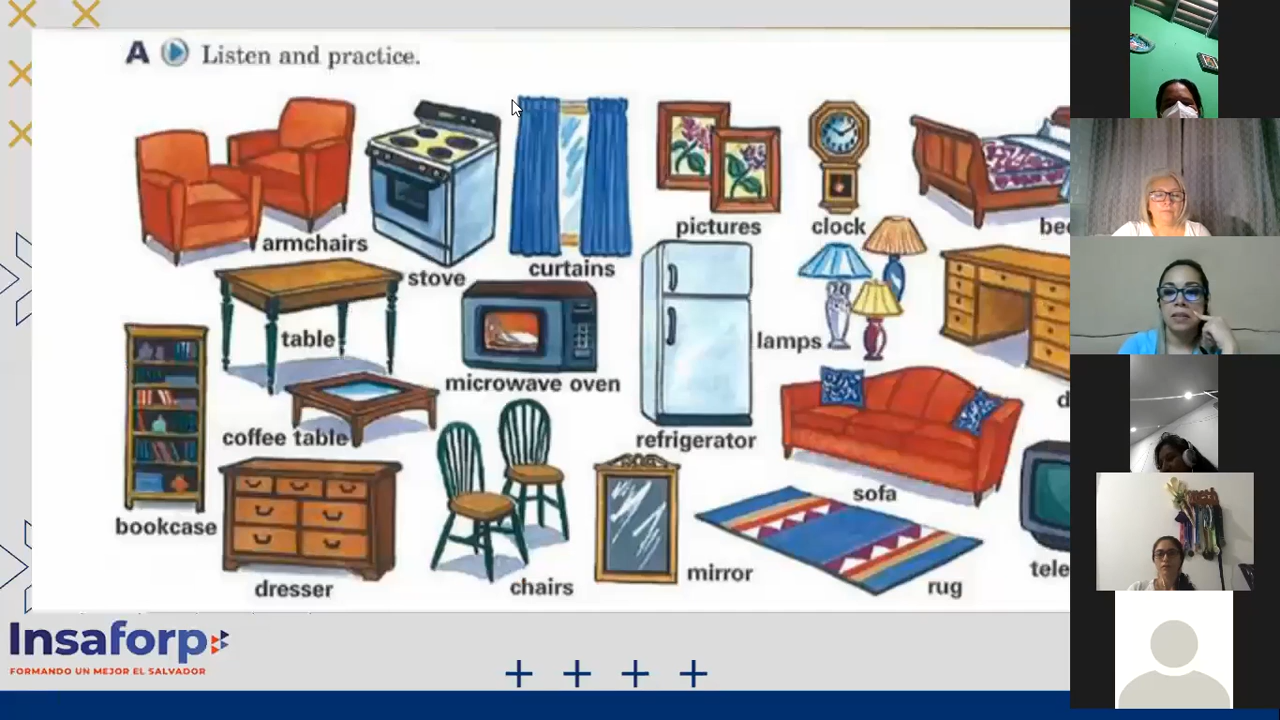 A Listen and practice.
armchairs
stove
curtains
pictures
clock
table
microwave oven
refrigerator
lamps
coffee table
bookcase
dresser
chairs
mirror
sofa
rug
Insaforp
FORMANDO UN MEJOR EL SALVADOR